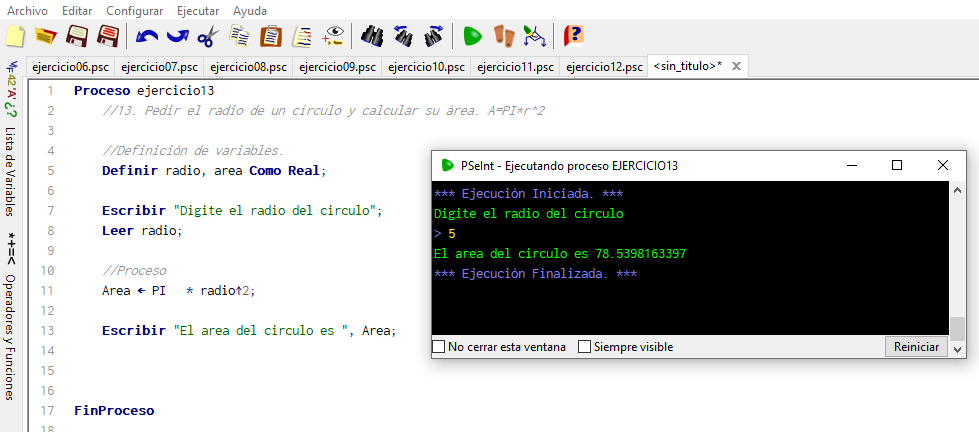 Archivo Editar Configurar Ejecutar Ayuda
ejercicio06.psc ejercicio07.psc ejercicio08.psc ejercicio09.psc ejercicio10.psc ejercicio11.psc ejercicio12.psc <sin_titulo>*
Lista de Variables
*+=< Operadores y Funciones
1 Proceso ejercicio13
2 //13. Pedir el radio de un círculo y calcular su área. A=PI*r^2
3
4 //Definición de variables.
5 Definir radio, area Como Real;
6
7 Escribir "Digite el radio del circulo";
8 Leer radio;
9
10 //Proceso
11 Area ← PI * radio↑2;
12
13 Escribir "El area del circulo es ", Area;
14
15
16
17 FinProceso
18
PSeInt - Ejecutando proceso EJERCICIO13
*** Ejecución Iniciada. ***
Digite el radio del circulo
> 5
El area del circulo es 78.5398163397
*** Ejecución Finalizada. ***
No cerrar esta ventana Siempre visible Reiniciar